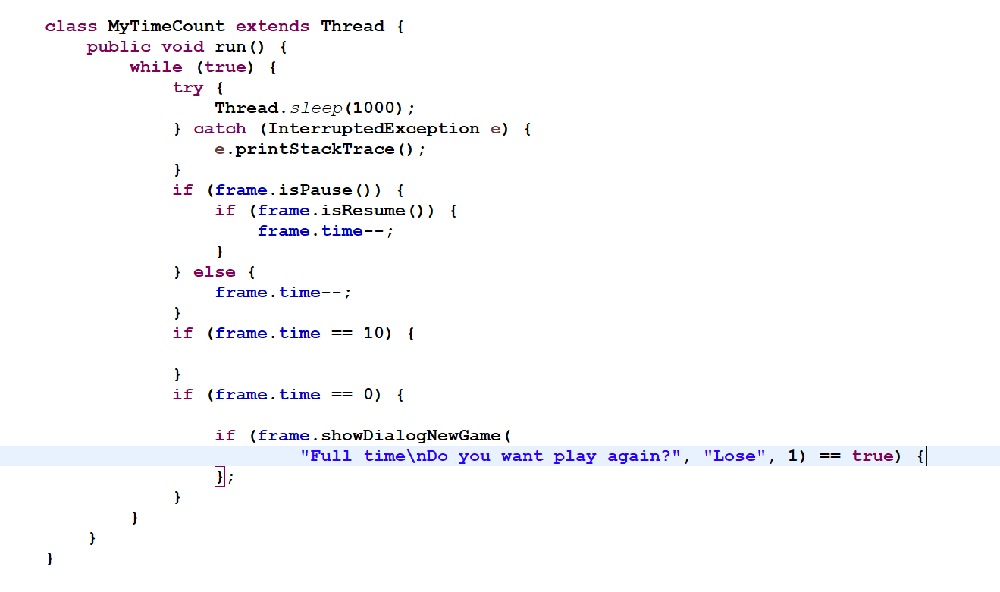 class MyTimeCount extends Thread {
    public void run() {
        while (true) {
            try {
                Thread.sleep(1000);
            } catch (InterruptedException e) {
                e.printStackTrace();
            }
            if (frame.isPause()) {
                if (frame.isResume()) {
                    frame.time--;
                }
            } else {
                frame.time--;
            }
            if (frame.time == 10) {

            }
            if (frame.time == 0) {

                if (frame.showDialogNewGame(
                        "Full time\nDo you want play again?", "Lose", 1) == true) {
                };
            }
        }
    }
}